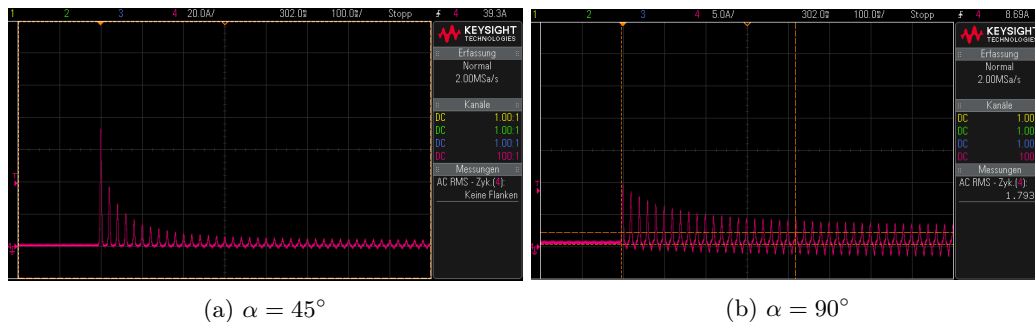 1 2 3 4 20.0A/ 302.0ms 100.0ms/ Stopp 4 39.3A
KEYSIGHT
TECHNOLOGIES
Erfassung
Normal
2.00MSa/s
Kanäle
DC 1.00:1
DC 1.00:1
DC 1.00:1
DC 100:1
Messungen
AC RMS - Zyk.(4):
Keine Flanken
(a) α = 45°
1 2 3 4 5.0A/ 302.0ms 100.0ms/ Stopp 4 8.69A
KEYSIGHT
TECHNOLOGIES
Erfassung
Normal
2.00MSa/s
Kanäle
DC 1.00
DC 1.00
DC 1.00
DC 100
Messungen
AC RMS - Zyk.(4):
1.793
(b) α = 90°